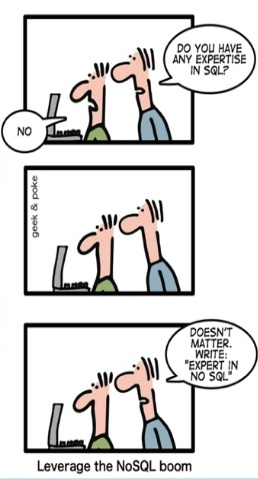 DO YOU HAVE
ANY EXPERTISE
IN SQL?
NO
geek & poke
DOESN'T
MATTER.
WRITE:
"EXPERT IN
NO SQL"
Leverage the NoSQL boom